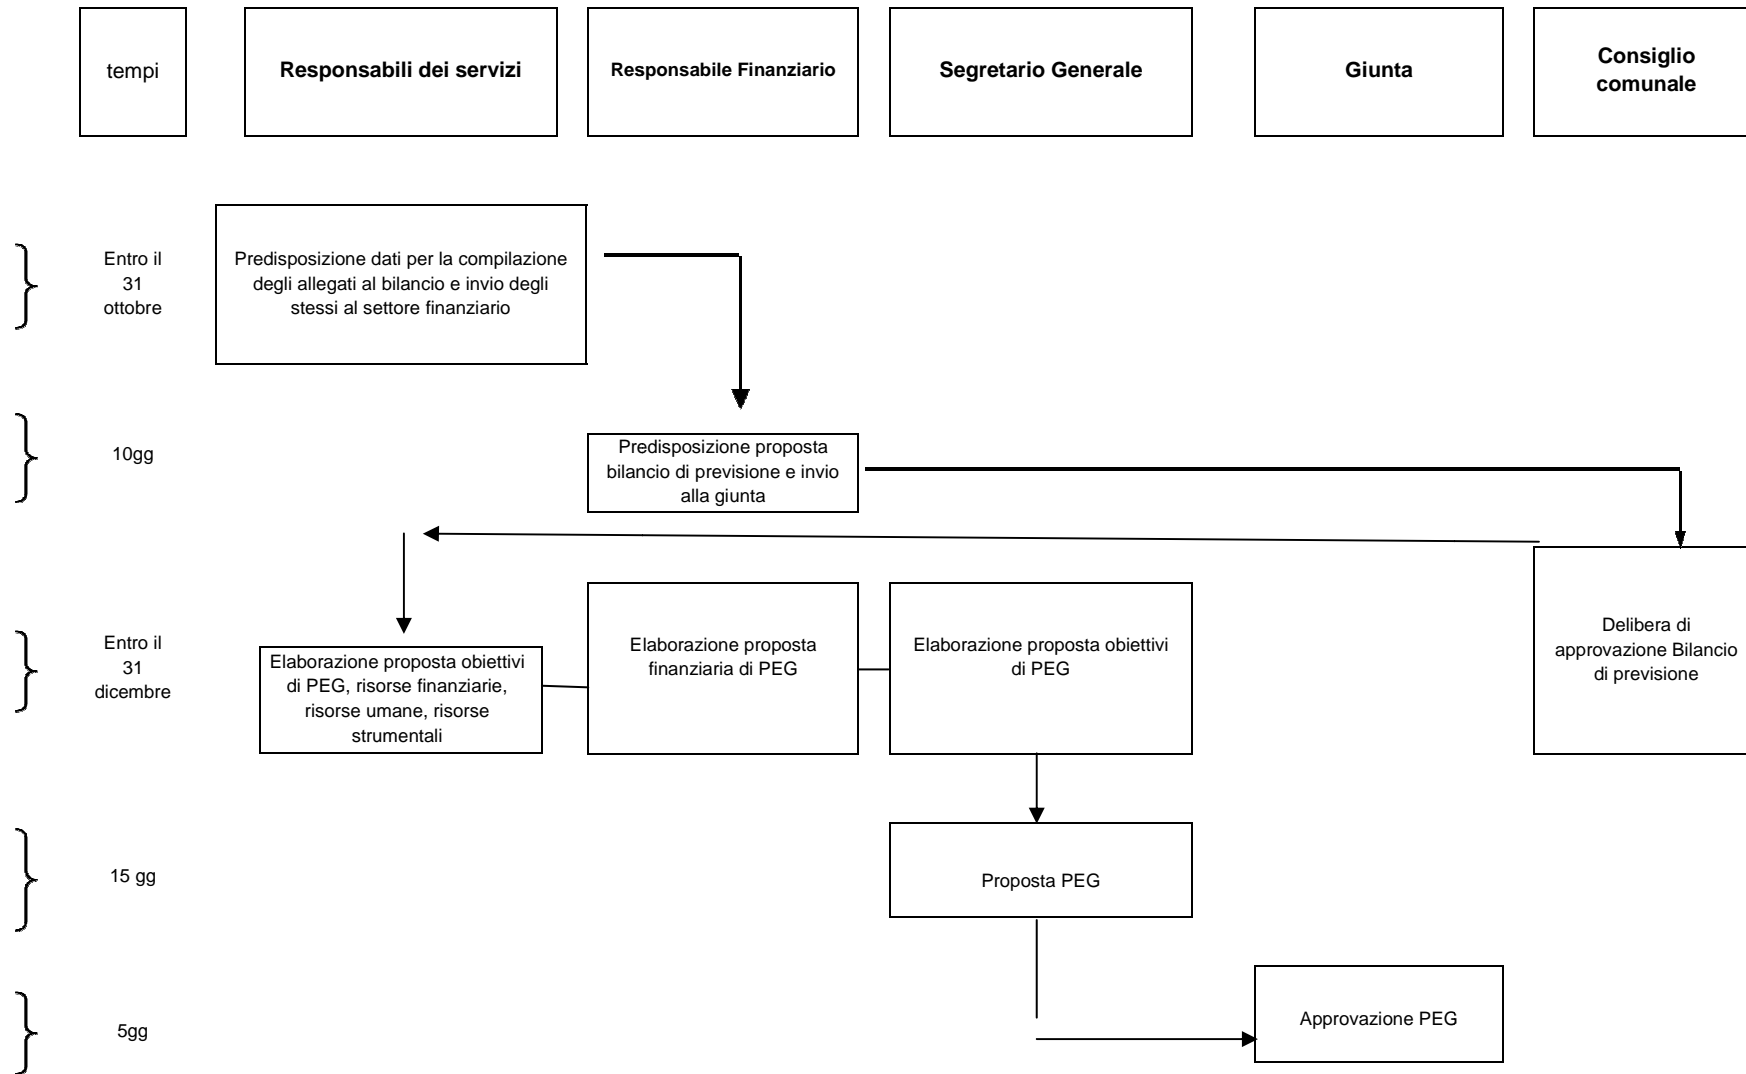 tempi
Responsabili dei servizi
Responsabile Finanziario
Segretario Generale
Giunta
Consiglio
comunale
Entro il
31
ottobre
Predisposizione dati per la compilazione
degli allegati al bilancio e invio degli
stessi al settore finanziario
10gg
Predisposizione proposta
bilancio di previsione e invio
alla giunta
Entro il
31
dicembre
Elaborazione proposta obiettivi
di PEG, risorse finanziarie,
risorse umane, risorse
strumentali
Elaborazione proposta
finanziaria di PEG
Elaborazione proposta obiettivi
di PEG
Delibera di
approvazione Bilancio
di previsione
15 gg
Proposta PEG
5gg
Approvazione PEG